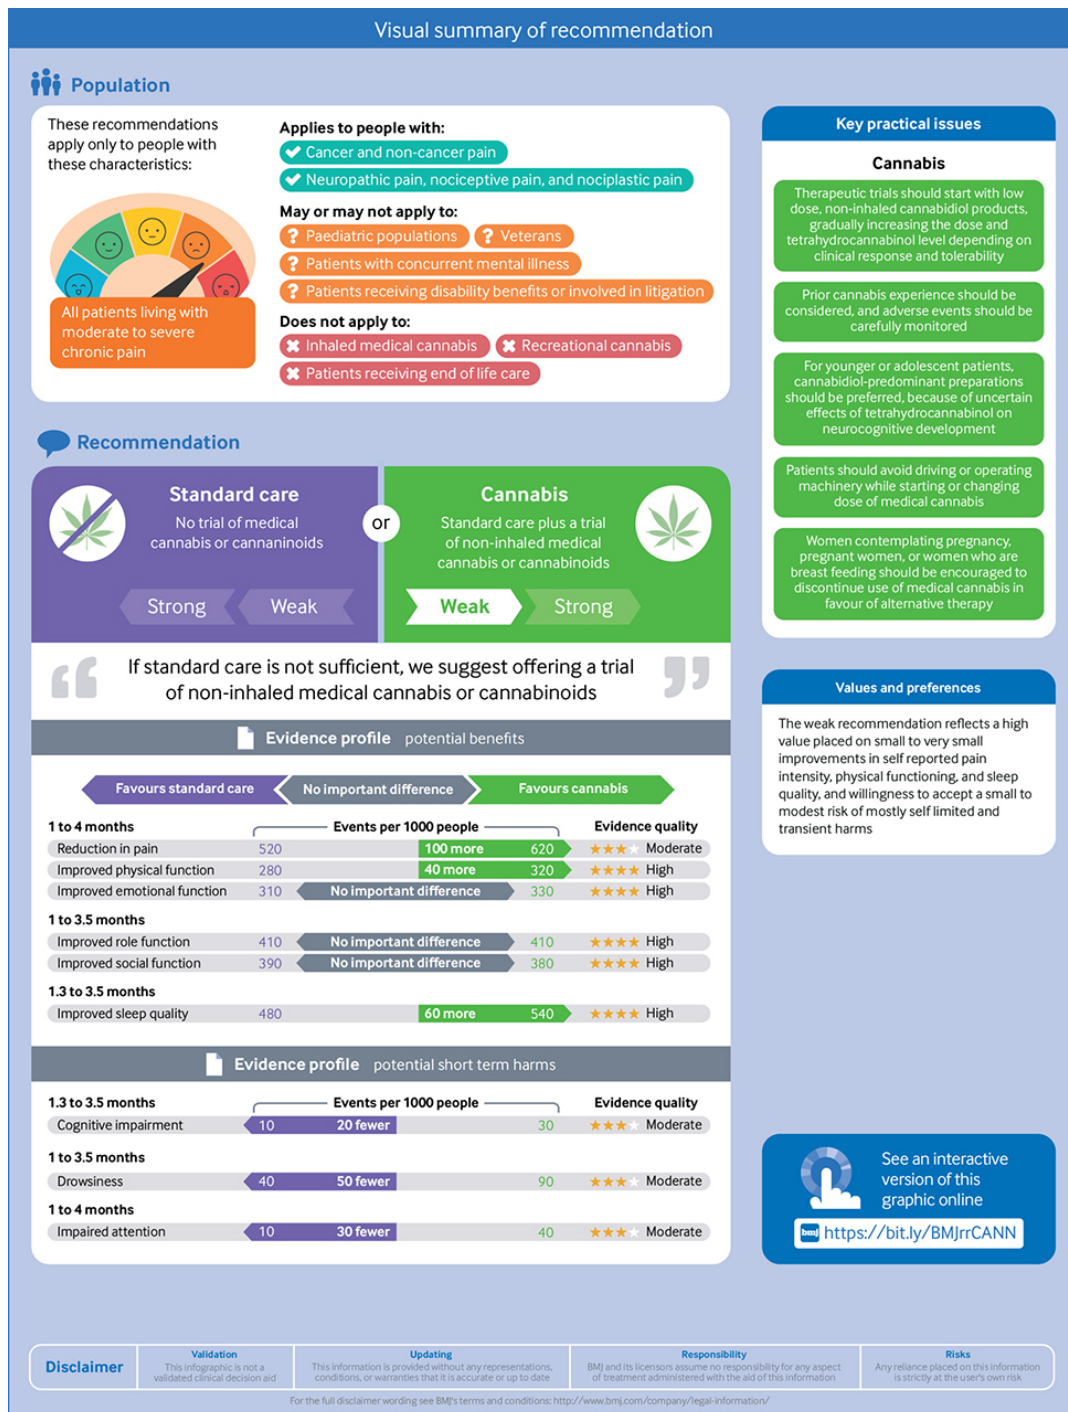 Visual summary of recommendation
Population
These recommendations
apply only to people with
these characteristics:
All patients living with
moderate to severe
chronic pain
Applies to people with:
Cancer and non-cancer pain
Neuropathic pain, nociceptive pain, and nociplastic pain
May or may not apply to:
? Paediatric populations ? Veterans
? Patients with concurrent mental illness
? Patients receiving disability benefits or involved in litigation
Does not apply to:
Inhaled medical cannabis Recreational cannabis
Patients receiving end of life care
Recommendation
Standard care
No trial of medical
cannabis or cannaninoids
Strong Weak
or
Cannabis
Standard care plus a trial
of non-inhaled medical
cannabis or cannabinoids
Weak Strong
“ If standard care is not sufficient, we suggest offering a trial
of non-inhaled medical cannabis or cannabinoids ”
Evidence profile potential benefits
Favours standard care No important difference Favours cannabis
1 to 4 months Events per 1000 people Evidence quality
Reduction in pain 520 100 more 620 Moderate
Improved physical function 280 40 more 320 High
Improved emotional function 310 No important difference 330 High
1 to 3.5 months
Improved role function 410 No important difference 410 High
Improved social function 390 No important difference 380 High
1.3 to 3.5 months
Improved sleep quality 480 60 more 540 High
Evidence profile potential short term harms
1.3 to 3.5 months Events per 1000 people Evidence quality
Cognitive impairment 10 20 fewer 30 Moderate
1 to 3.5 months
Drowsiness 40 50 fewer 90 Moderate
1 to 4 months
Impaired attention 10 30 fewer 40 Moderate
Key practical issues
Cannabis
Therapeutic trials should start with low
dose, non-inhaled cannabidiol products,
gradually increasing the dose and
tetrahydrocannabinol level depending on
clinical response and tolerability
Prior cannabis experience should be
considered, and adverse events should be
carefully monitored
For younger or adolescent patients,
cannabidiol-predominant preparations
should be preferred, because of uncertain
effects of tetrahydrocannabinol on
neurocognitive development
Patients should avoid driving or operating
machinery while starting or changing
dose of medical cannabis
Women contemplating pregnancy,
pregnant women, or women who are
breast feeding should be encouraged to
discontinue use of medical cannabis in
favour of alternative therapy
Values and preferences
The weak recommendation reflects a high
value placed on small to very small
improvements in self reported pain
intensity, physical functioning, and sleep
quality, and willingness to accept a small to
modest risk of mostly self limited and
transient harms
See an interactive
version of this
graphic online
bmj https://bit.ly/BMJrrCANN
Disclaimer
Validation
This infographic is not a
validated clinical decision aid
Updating
This information is provided without any representations,
conditions, or warranties that it is accurate or up to date
Responsibility
BMJ and its licensors assume no responsibility for any aspect
of treatment administered with the aid of this information
Risks
Any reliance placed on this information
is strictly at the user's own risk
For the full disclaimer wording see BMJ's terms and conditions: http://www.bmj.com/company/legal-information/